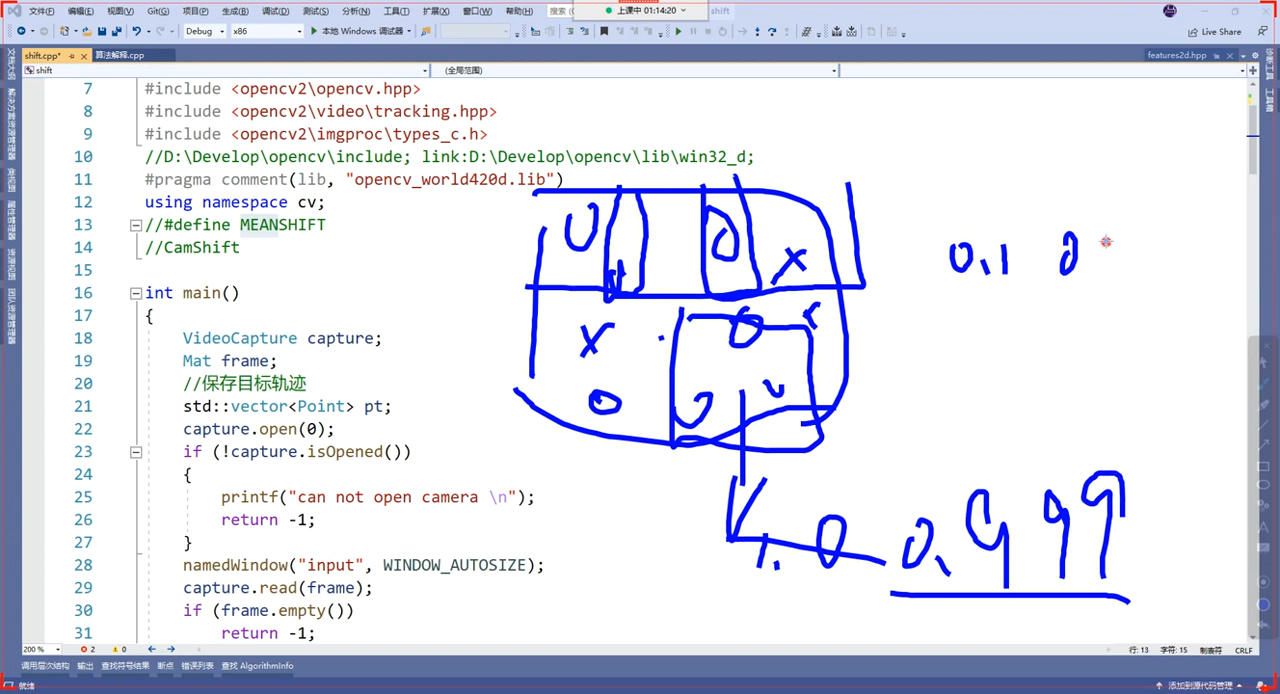 文件(F) 编辑(E) 视图(V) Git(G) 项目(P) 生成(B) 调试(D) 测试(S) 分析(N) 工具(T) 扩展(X) 窗口(W) 帮助(H) 搜索 上课中 01:14:20 shift
Debug x86 本地 Windows 调试器 Live Share
shift.cpp* 算法解释.cpp features2d.hpp
shift (全局范围)
7 #include <opencv2\opencv.hpp>
8 #include <opencv2\video\tracking.hpp>
9 #include <opencv2\imgproc\types_c.h>
10 //D:\Develop\opencv\include; link:D:\Develop\opencv\lib\win32_d;
11 #pragma comment(lib, "opencv_world420d.lib")
12 using namespace cv;
13 //#define MEANSHIFT
14 //CamShift
15
16 int main()
17 {
18 VideoCapture capture;
19 Mat frame;
20 //保存目标轨迹
21 std::vector<Point> pt;
22 capture.open(0);
23 if (!capture.isOpened())
24 {
25 printf("can not open camera \n");
26 return -1;
27 }
28 namedWindow("input", WINDOW_AUTOSIZE);
29 capture.read(frame);
30 if (frame.empty())
31 return -1;
0.1 0
1.0 0.999
200 % 2 0 行: 13 字符: 15 制表符 CRLF
调用层次结构 输出 查找符号结果 断点 错误列表 查找 AlgorithmInfo
就绪 添加到源代码管理